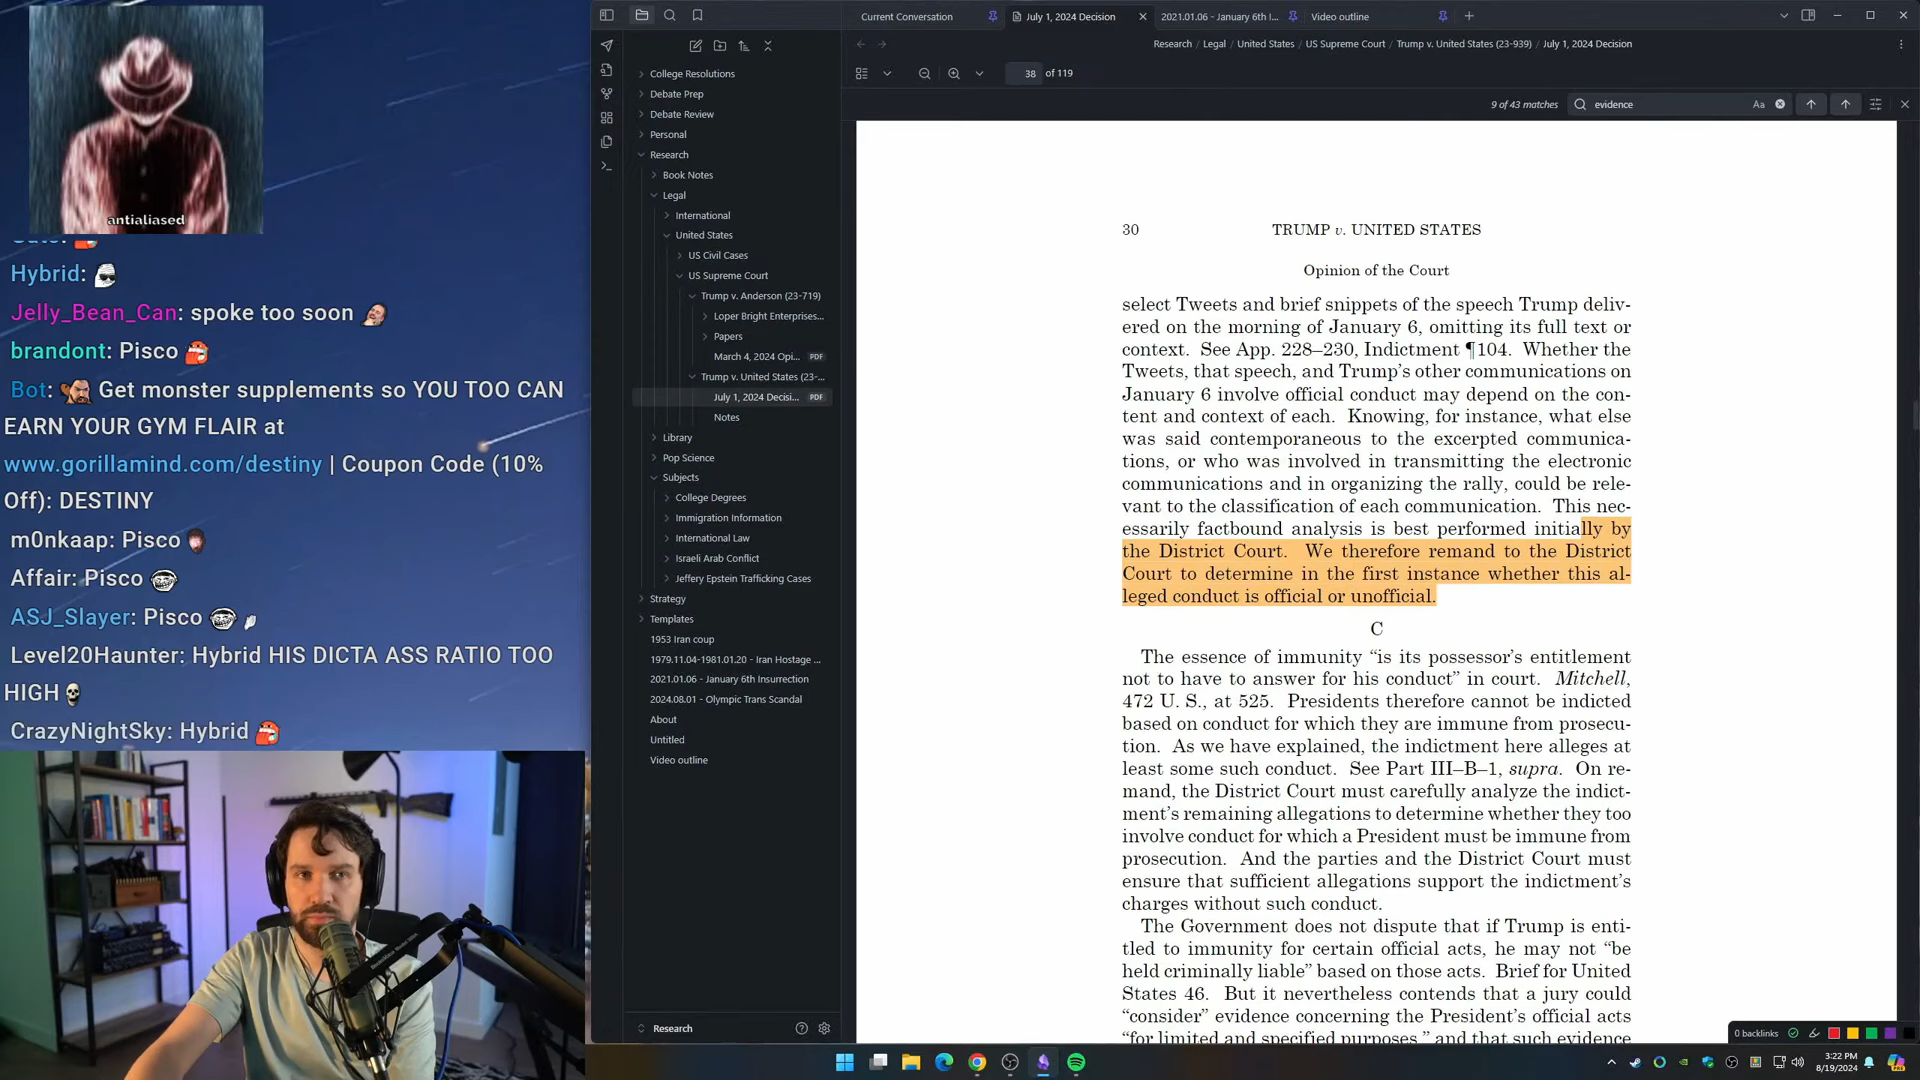 antialiased
Hybrid:
Jelly_Bean_Can: spoke too soon
brandont: Pisco
Bot: Get monster supplements so YOU TOO CAN
EARN YOUR GYM FLAIR at
www.gorillamind.com/destiny | Coupon Code (10%
Off): DESTINY
m0nkaap: Pisco
Affair: Pisco
ASJ_Slayer: Pisco
Level20Haunter: Hybrid HIS DICTA ASS RATIO TOO
HIGH
CrazyNightSky: Hybrid
College Resolutions
Debate Prep
Debate Review
Personal
Research
Book Notes
Legal
International
United States
US Civil Cases
US Supreme Court
Trump v. Anderson (23-719)
Loper Bright Enterprises...
Papers
March 4, 2024 Opi... PDF
Trump v. United States (23-...
July 1, 2024 Decisi... PDF
Notes
Library
Pop Science
Subjects
College Degrees
Immigration Information
International Law
Israeli Arab Conflict
Jeffery Epstein Trafficking Cases
Strategy
Templates
1953 Iran coup
1979.11.04-1981.01.20 - Iran Hostage ...
2021.01.06 - January 6th Insurrection
2024.08.01 - Olympic Trans Scandal
About
Untitled
Video outline
Research
Current Conversation
July 1, 2024 Decision
2021.01.06 - January 6th I...
Video outline
Research / Legal / United States / US Supreme Court / Trump v. United States (23-939) / July 1, 2024 Decision
38 of 119
9 of 43 matches
evidence
Aa
30 TRUMP v. UNITED STATES
Opinion of the Court
select Tweets and brief snippets of the speech Trump deliv-
ered on the morning of January 6, omitting its full text or
context. See App. 228–230, Indictment ¶104. Whether the
Tweets, that speech, and Trump's other communications on
January 6 involve official conduct may depend on the con-
tent and context of each. Knowing, for instance, what else
was said contemporaneous to the excerpted communica-
tions, or who was involved in transmitting the electronic
communications and in organizing the rally, could be rele-
vant to the classification of each communication. This nec-
essarily factbound analysis is best performed initially by
the District Court. We therefore remand to the District
Court to determine in the first instance whether this al-
leged conduct is official or unofficial.
C
The essence of immunity “is its possessor's entitlement
not to have to answer for his conduct” in court. Mitchell,
472 U. S., at 525. Presidents therefore cannot be indicted
based on conduct for which they are immune from prosecu-
tion. As we have explained, the indictment here alleges at
least some such conduct. See Part III–B–1, supra. On re-
mand, the District Court must carefully analyze the indict-
ment's remaining allegations to determine whether they too
involve conduct for which a President must be immune from
prosecution. And the parties and the District Court must
ensure that sufficient allegations support the indictment's
charges without such conduct.
The Government does not dispute that if Trump is enti-
tled to immunity for certain official acts, he may not “be
held criminally liable” based on those acts. Brief for United
States 46. But it nevertheless contends that a jury could
“consider” evidence concerning the President's official acts
“for limited and specified purposes,” and that such evidence
0 backlinks
3:22 PM
8/19/2024